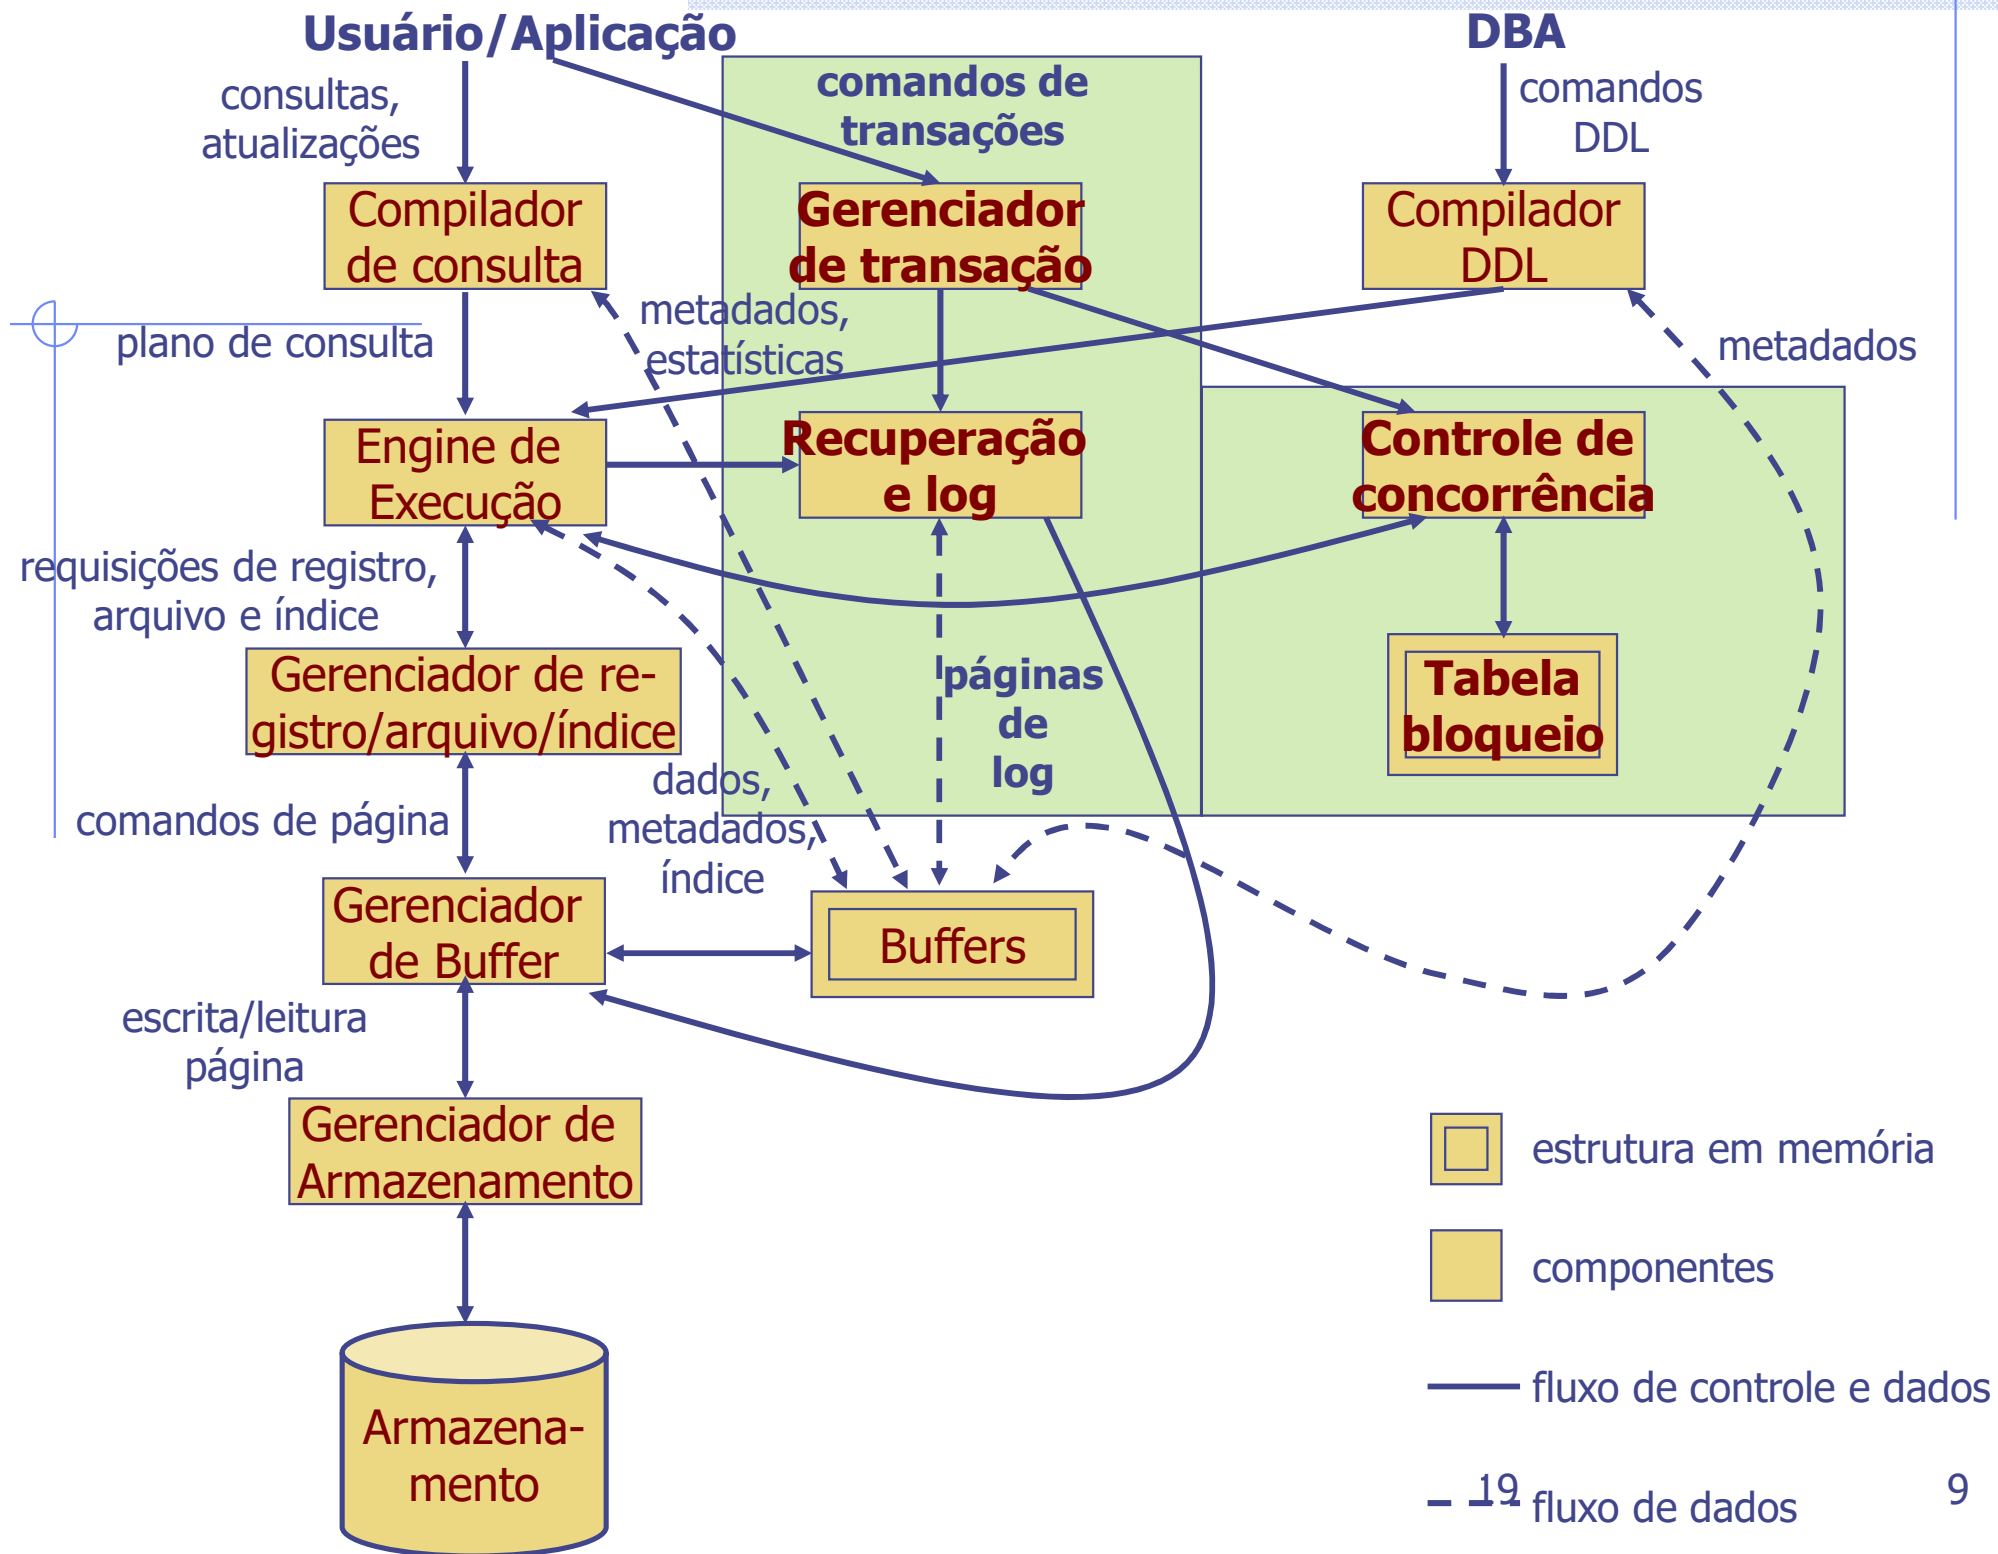 Usuário/Aplicação
DBA
consultas,
atualizações
comandos de
transações
comandos
DDL
Compilador
de consulta
Gerenciador
de transação
Compilador
DDL
plano de consulta
metadados,
estatísticas
metadados
Engine de
Execução
Recuperação
e log
Controle de
concorrência
requisições de registro,
arquivo e índice
Gerenciador de re-
gistro/arquivo/índice
páginas
de
log
Tabela
bloqueio
comandos de página
dados,
metadados,
índice
Gerenciador
de Buffer
Buffers
escrita/leitura
página
Gerenciador de
Armazenamento
Armazena-
mento
estrutura em memória
componentes
fluxo de controle e dados
19
9
fluxo de dados